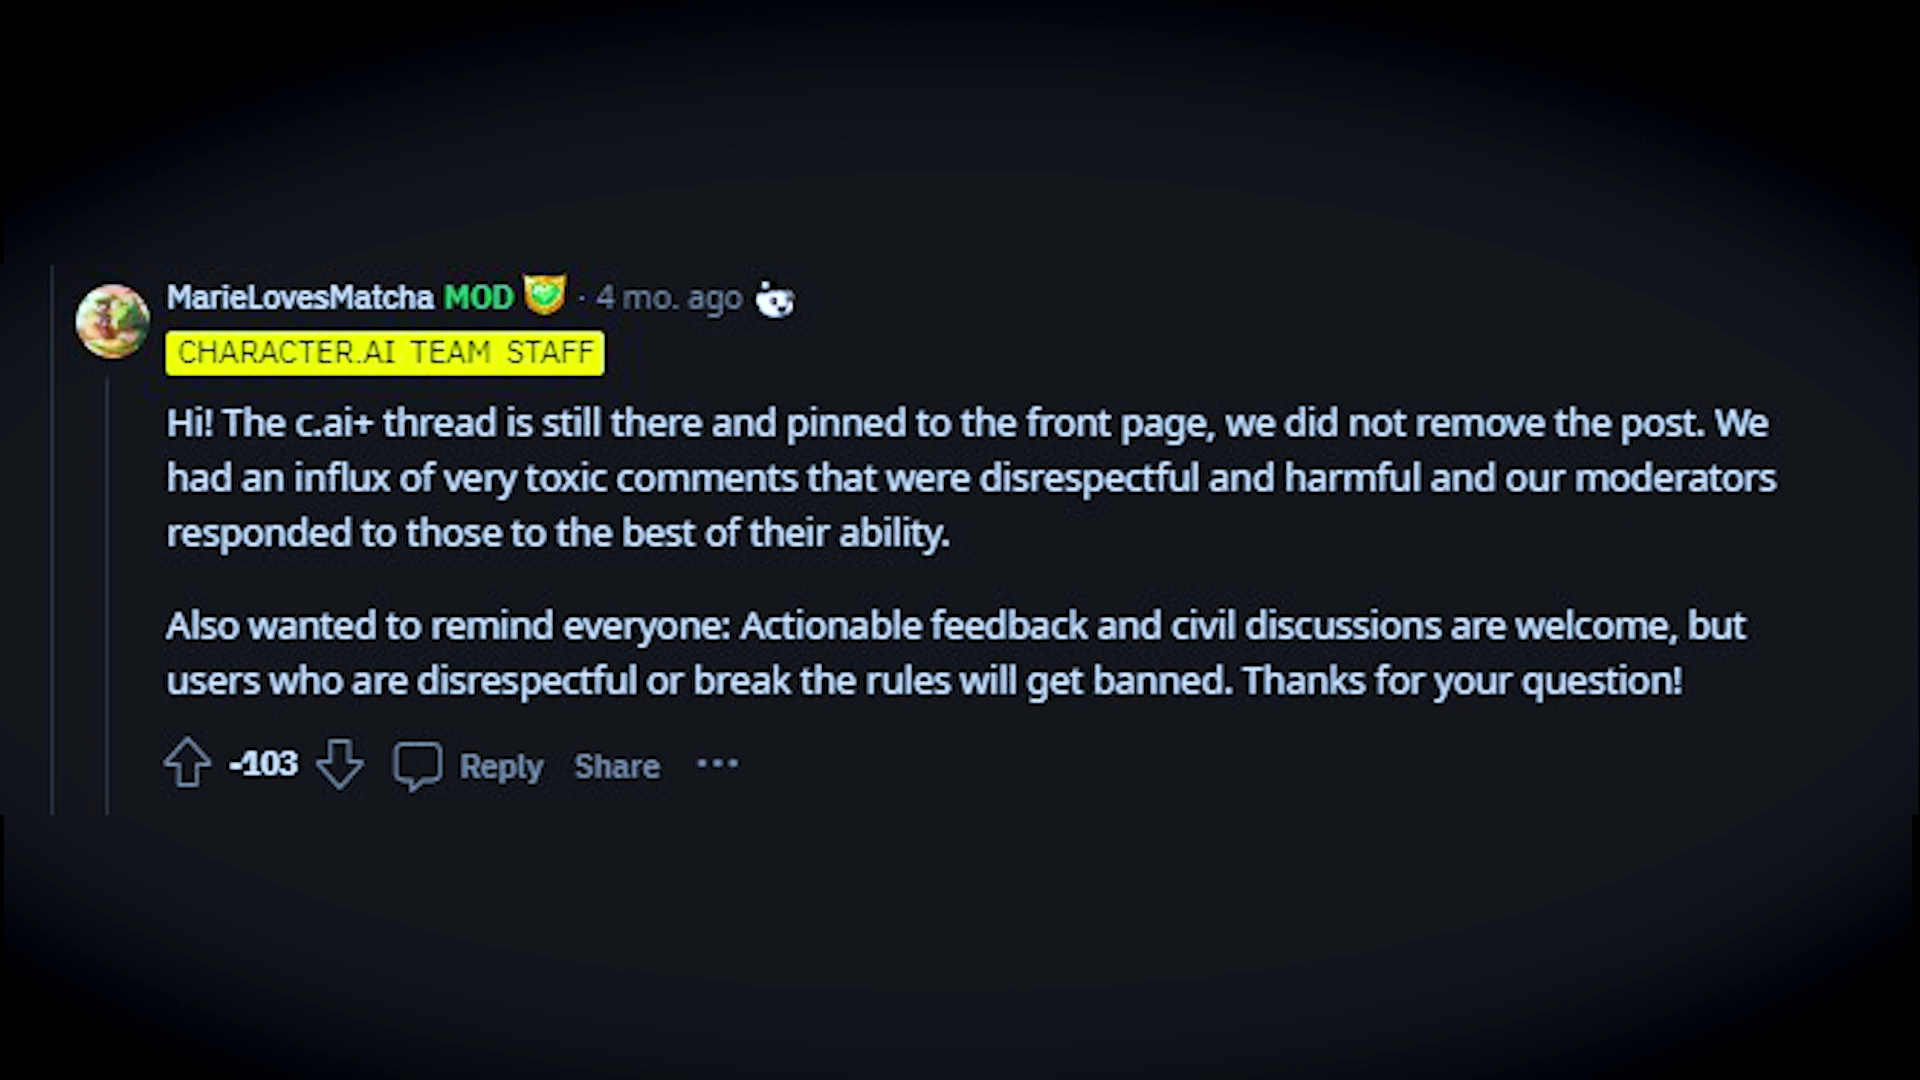 MarieLovesMatcha MOD · 4 mo. ago
CHARACTER.AI TEAM STAFF
Hi! The c.ai+ thread is still there and pinned to the front page, we did not remove the post. We
had an influx of very toxic comments that were disrespectful and harmful and our moderators
responded to those to the best of their ability.
Also wanted to remind everyone: Actionable feedback and civil discussions are welcome, but
users who are disrespectful or break the rules will get banned. Thanks for your question!
-103 Reply Share ···